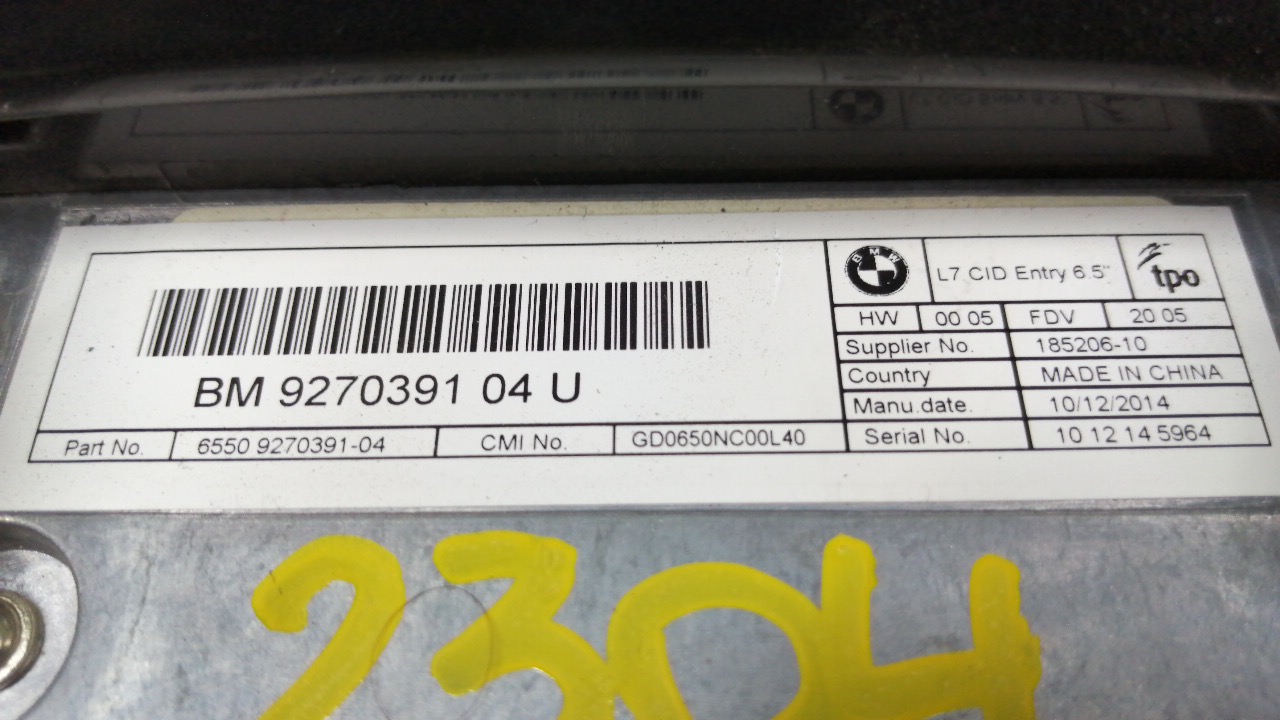 BMW
L7 CID Entry 6.5"
tpo
HW 00 05 FDV 20 05
Supplier No. 185206-10
Country MADE IN CHINA
Manu.date. 10/12/2014
Serial No. 10 12 14 5964
BM 9270391 04 U
Part No. 6550 9270391-04 CMI No. GD0650NC00L40
2304